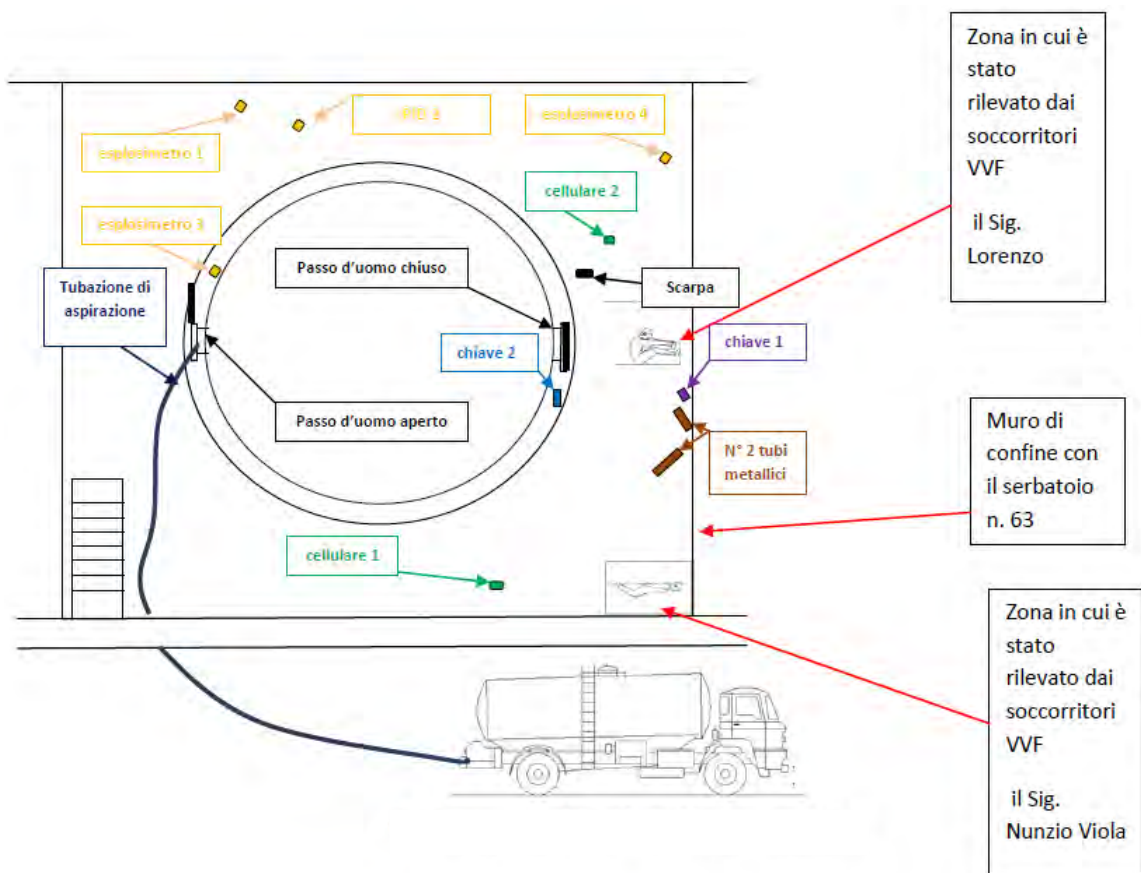 Zona in cui è
stato
rilevato dai
soccorritori
VVF
il Sig.
Lorenzo
esplosimetro 4
esplosimetro 1
cellulare 2
esplosimetro 3
Passo d'uomo chiuso
Tubazione di
aspirazione
Scarpa
chiave 2
chiave 1
Passo d'uomo aperto
Muro di
confine con
il serbatoio
n. 63
N° 2 tubi
metallici
cellulare 1
Zona in cui è
stato
rilevato dai
soccorritori
VVF
il Sig.
Nunzio Viola